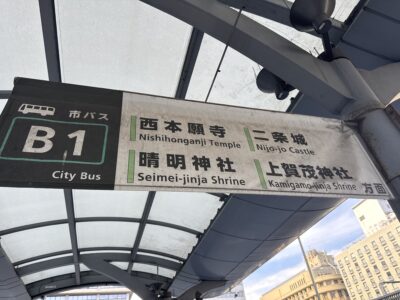 市バス
B1
City Bus
西本願寺
Nishihonganji Temple
二条城
Nijo-jo Castle
晴明神社
Seimei-jinja Shrine
上賀茂神社
Kamigamo-jinja Shrine
方面